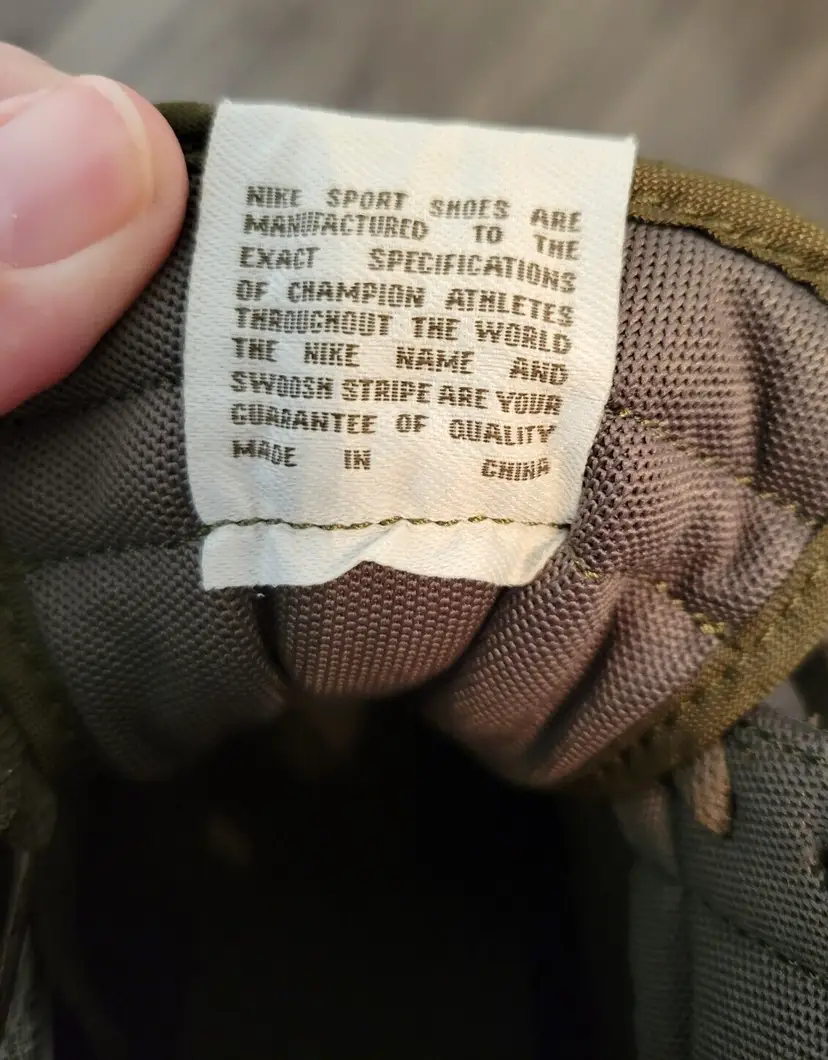 NIKE SPORT SHOES ARE
MANUFACTURED TO THE
EXACT SPECIFICATIONS
OF CHAMPION ATHLETES
THROUGHOUT THE WORLD
THE NIKE NAME AND
SWOOSH STRIPE ARE YOUR
GUARANTEE OF QUALITY
MADE IN CHINA